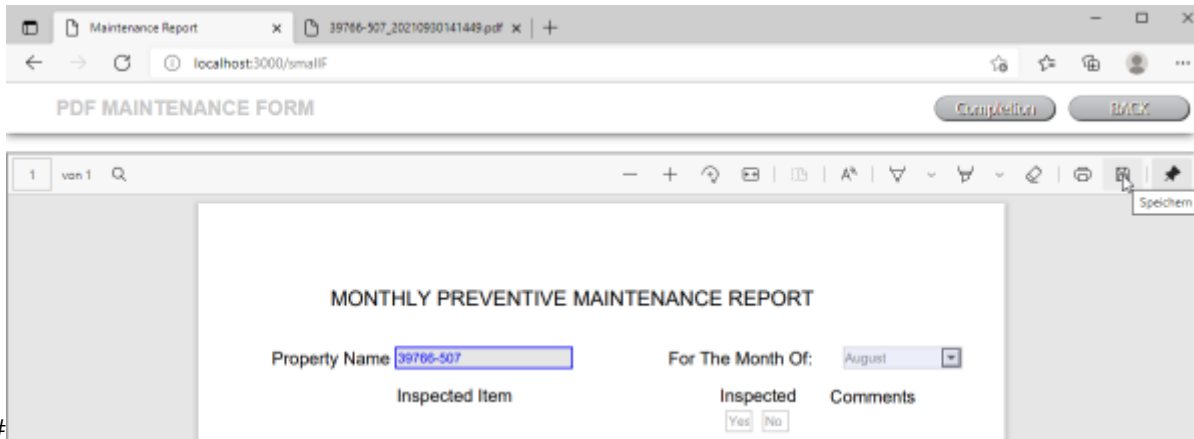 Maintenance Report
39766-507_20210930141449.pdf
localhost:3000/smallF
PDF MAINTENANCE FORM
Completion
BACK
1 von 1
Speichern
MONTHLY PREVENTIVE MAINTENANCE REPORT
Property Name 39766-507 For The Month Of: August
Inspected Item Inspected Comments
Yes No
#